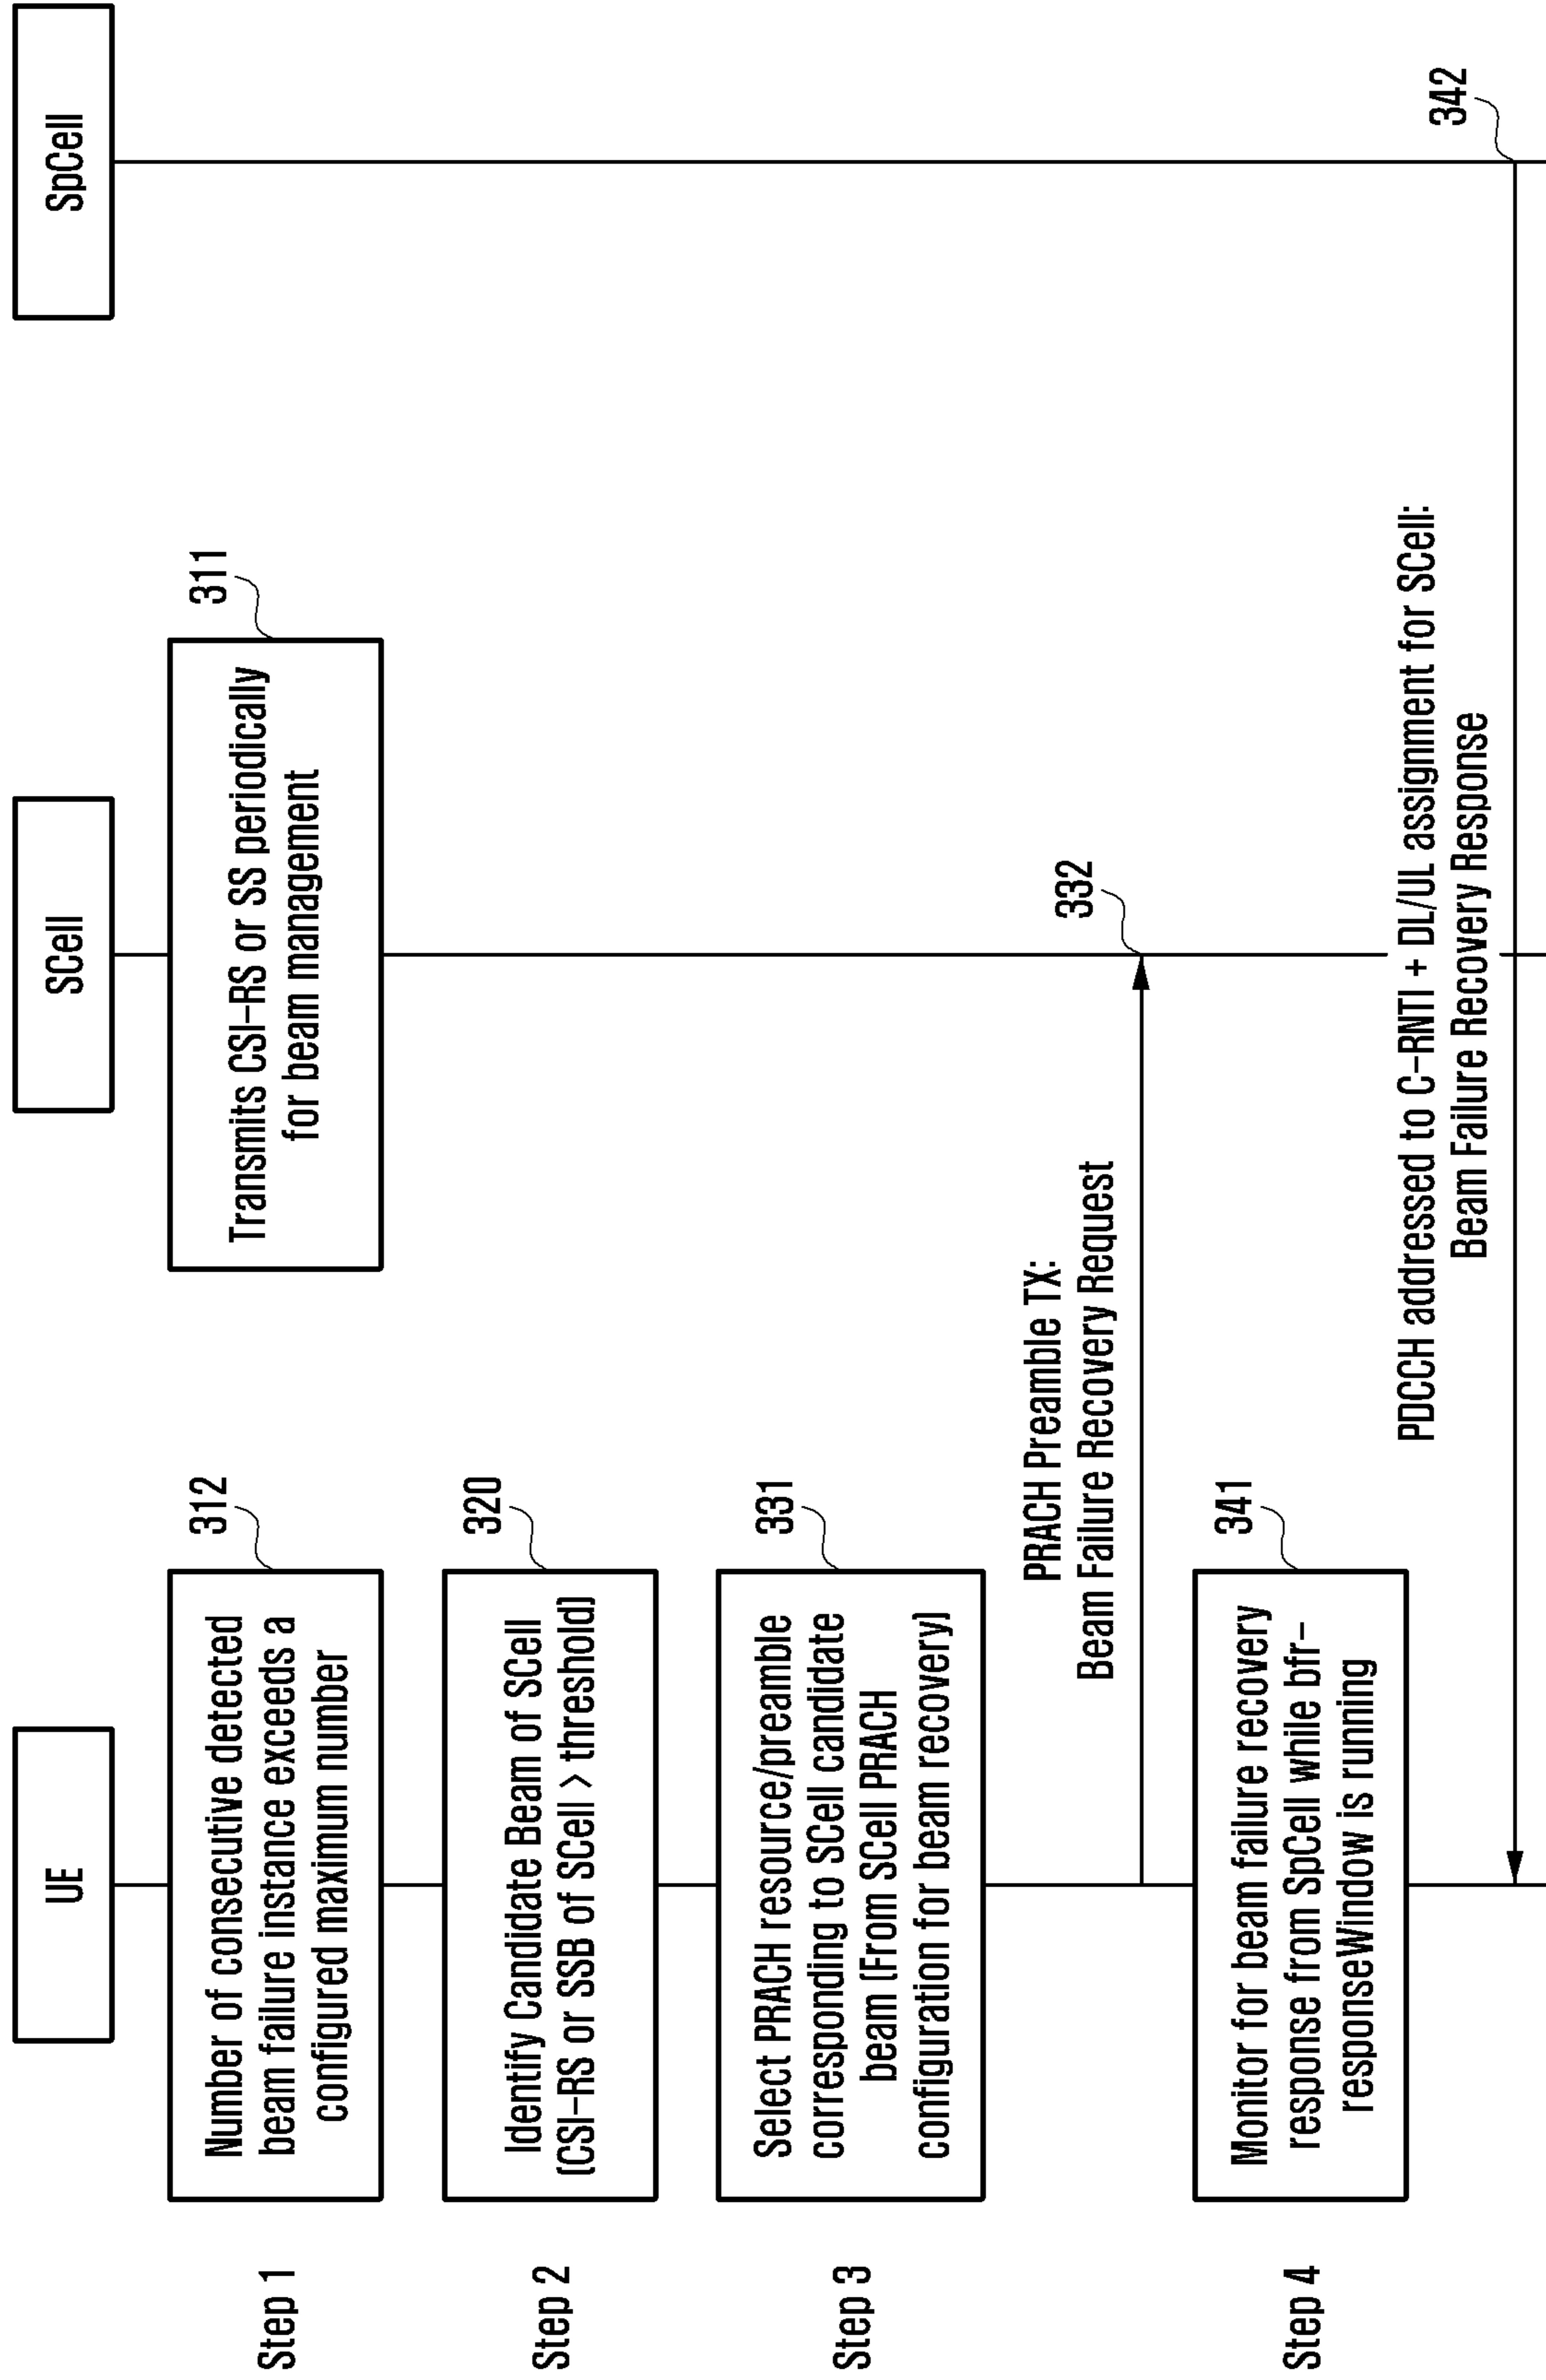 UE
SCell
SpCell
Step 1
312
Number of consecutive detected
beam failure instance exceeds a
configured maximum number
311
Transmits CSI-RS or SS periodically
for beam management
Step 2
320
Identify Candidate Beam of SCell
(CSI-RS or SSB of SCell > threshold)
Step 3
331
Select PRACH resource/preamble
corresponding to SCell candidate
beam (From SCell PRACH
configuration for beam recovery)
PRACH Preamble TX:
Beam Failure Recovery Request
332
Step 4
341
Monitor for beam failure recovery
response from SpCell while bfr-
responseWindow is running
PDCCH addressed to C-RNTI + DL/UL assignment for SCell:
Beam Failure Recovery Response
342